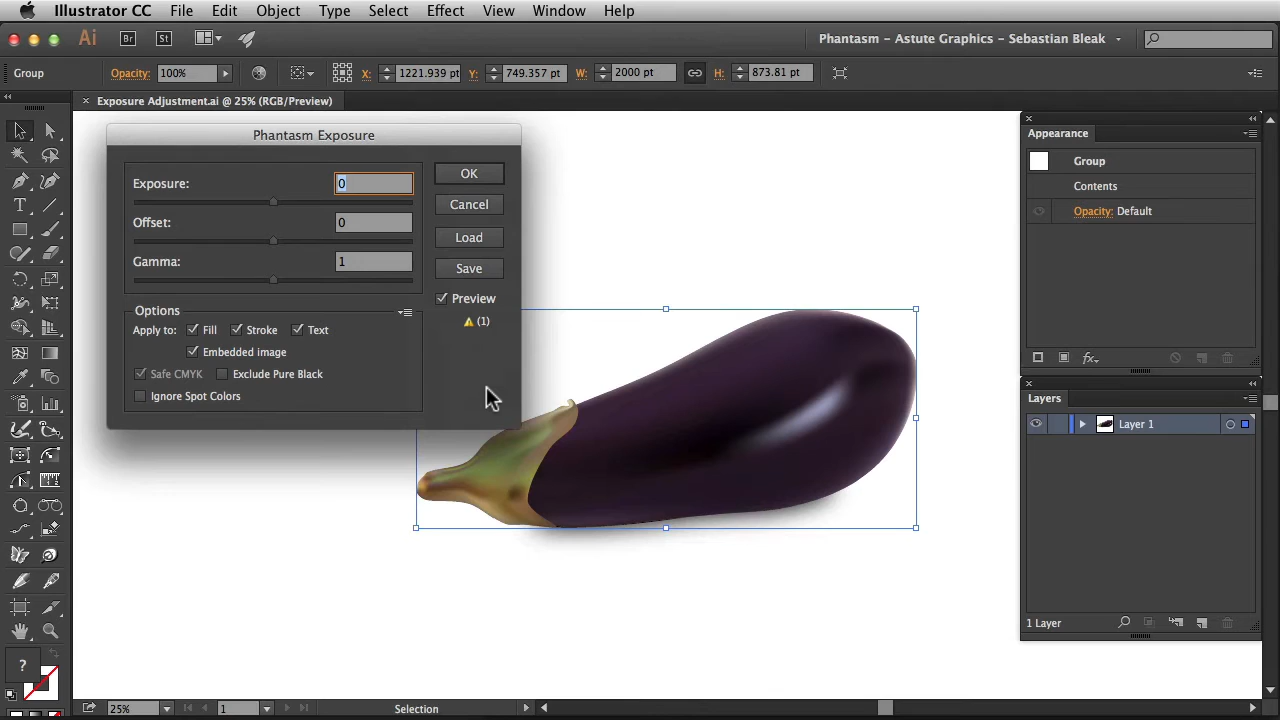 Illustrator CC File Edit Object Type Select Effect View Window Help
Ai Br St Phantasm – Astute Graphics – Sebastian Bleak
Group Opacity: 100% X: 1221.939 pt Y: 749.357 pt W: 2000 pt H: 873.81 pt
× Exposure Adjustment.ai @ 25% (RGB/Preview)
Phantasm Exposure
Exposure: 0
OK
Cancel
Offset: 0
Load
Gamma: 1
Save
Preview
(1)
Options
Apply to: Fill Stroke Text
Embedded image
Safe CMYK Exclude Pure Black
Ignore Spot Colors
Appearance
Group
Contents
Opacity: Default
fx
Layers
Layer 1
1 Layer
T
?
25% 1 Selection